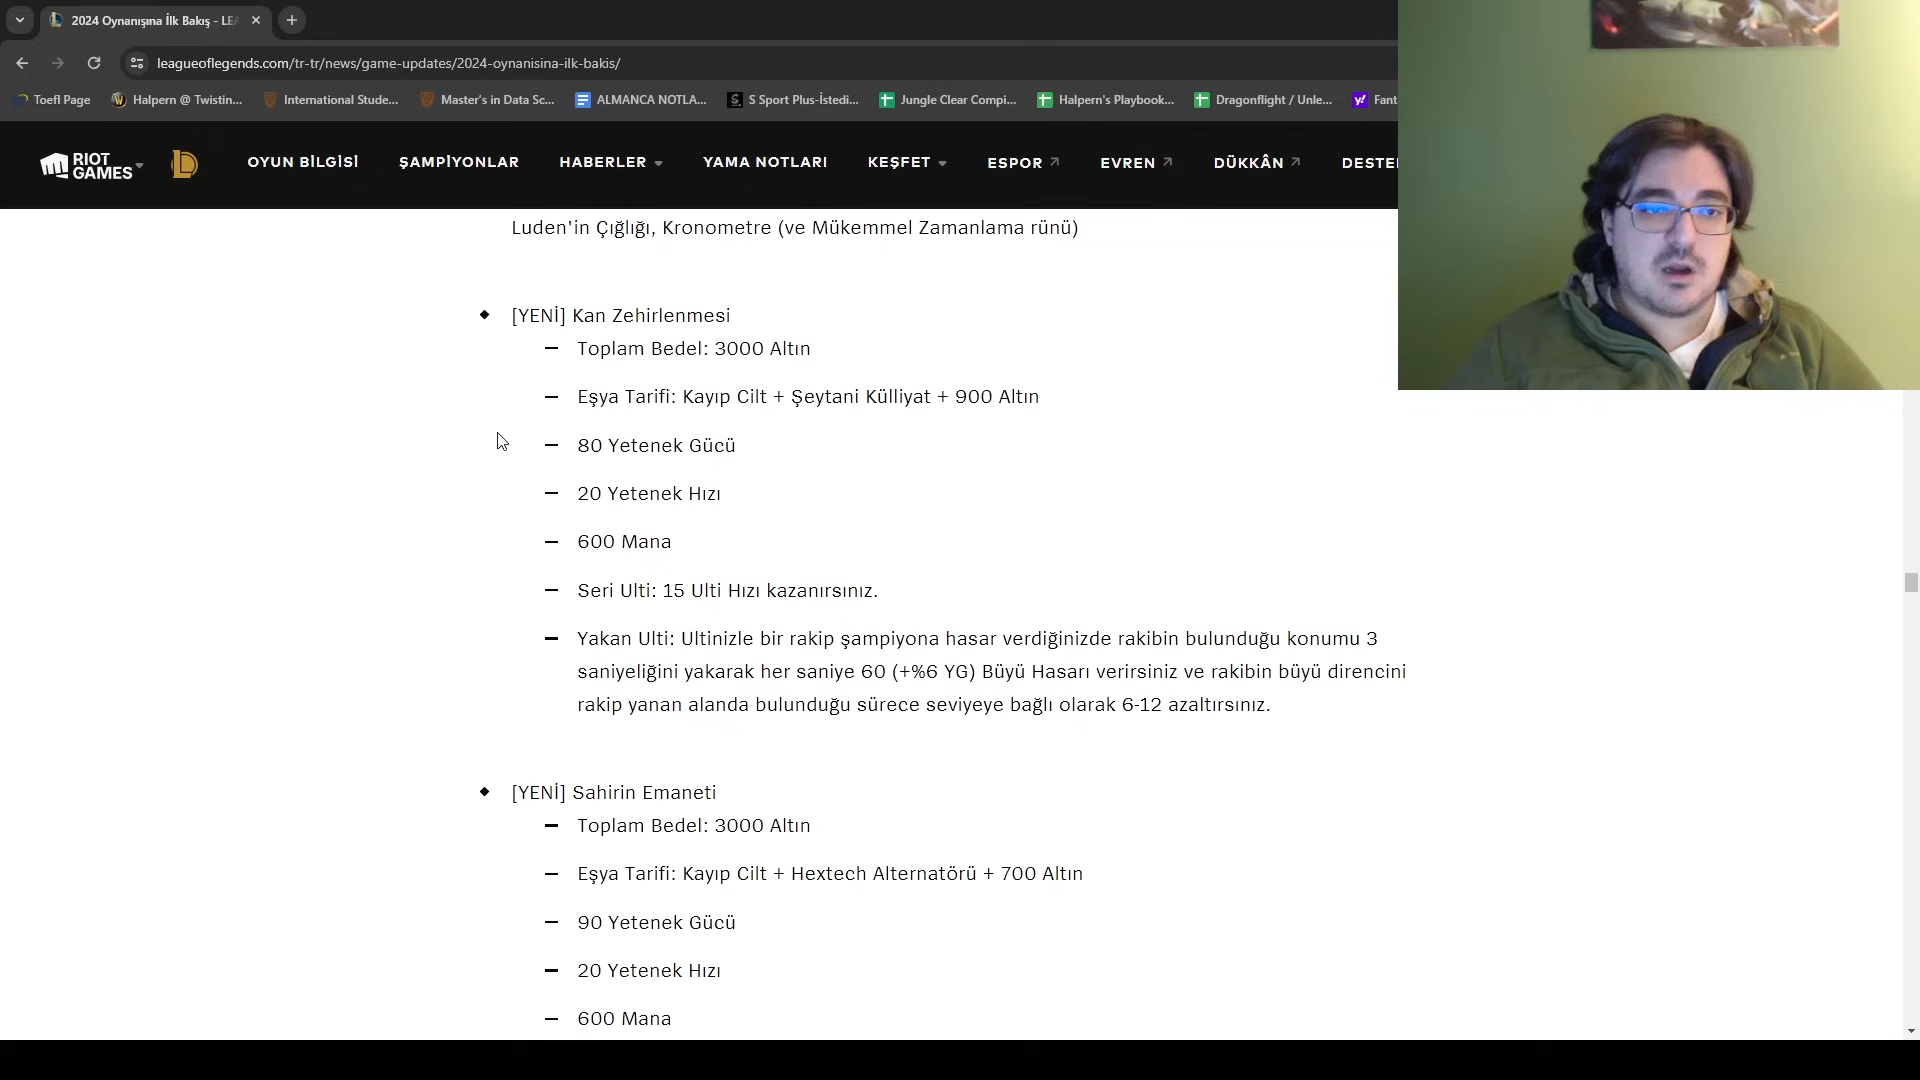 2024 Oynanışına İlk Bakış - LE
leagueoflegends.com/tr-tr/news/game-updates/2024-oynanisina-ilk-bakis/
Toefl Page
Halpern @ Twistin...
International Stude...
Master's in Data Sc...
ALMANCA NOTLA...
S Sport Plus-İstedi...
Jungle Clear Compi...
Halpern's Playbook...
Dragonflight / Unle...
Fant
RIOT
GAMES
OYUN BİLGİSİ
ŞAMPİYONLAR
HABERLER
YAMA NOTLARI
KEŞFET
ESPOR
EVREN
DÜKKÂN
DESTE
Luden'in Çığlığı, Kronometre (ve Mükemmel Zamanlama rünü)
[YENİ] Kan Zehirlenmesi
Toplam Bedel: 3000 Altın
Eşya Tarifi: Kayıp Cilt + Şeytani Külliyat + 900 Altın
80 Yetenek Gücü
20 Yetenek Hızı
600 Mana
Seri Ulti: 15 Ulti Hızı kazanırsınız.
Yakan Ulti: Ultinizle bir rakip şampiyona hasar verdiğinizde rakibin bulunduğu konumu 3
saniyeliğini yakarak her saniye 60 (+%6 YG) Büyü Hasarı verirsiniz ve rakibin büyü direncini
rakip yanan alanda bulunduğu sürece seviyeye bağlı olarak 6-12 azaltırsınız.
[YENİ] Sahirin Emaneti
Toplam Bedel: 3000 Altın
Eşya Tarifi: Kayıp Cilt + Hextech Alternatörü + 700 Altın
90 Yetenek Gücü
20 Yetenek Hızı
600 Mana